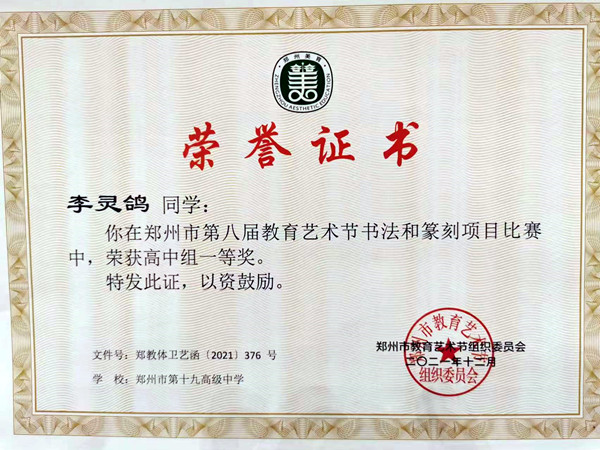 郑州美育
ZHENGZHOU AESTHETIC EDUCATION
荣誉证书
李灵鸽 同学：
你在郑州市第八届教育艺术节书法和篆刻项目比赛
中，荣获高中组一等奖。
特发此证，以资鼓励。
郑州市教育艺术节组织委员会
二〇二一年十二月
郑州市教育艺术节
组织委员会
文件号：郑教体卫艺函〔2021〕376 号
学 校：郑州市第十九高级中学